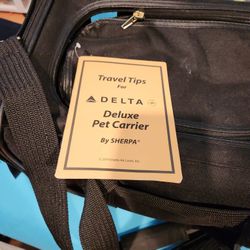 Travel Tips
For
DELTA
Deluxe
Pet Carrier
By SHERPA®